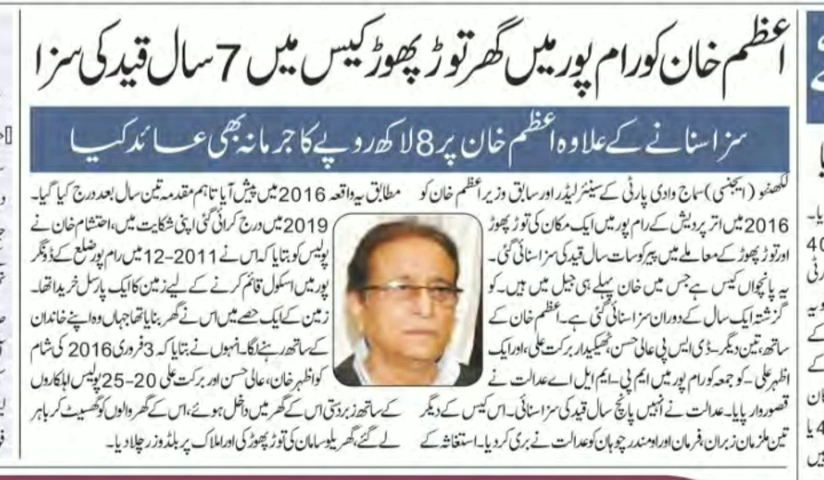 اعظم خان کو رام پور میں گھر توڑ پھوڑ کیس میں 7 سال قید کی سزا
سزا سنانے کے علاوہ اعظم خان پر 8 لاکھ روپے کا جرمانہ بھی عائد کیا
لکھنؤ (ایجنسی) سماج وادی پارٹی کے سینئر لیڈر اور سابق وزیر اعظم خان کو
2016 میں اتر پردیش کے رام پور میں ایک مکان کی توڑ پھوڑ
اور توڑ پھوڑ کے معاملے میں پیر کو سات سال قید کی سزا سنائی گئی۔
یہ پانچواں کیس ہے جس میں خان پہلے ہی جیل میں ہیں۔ کو
گزشتہ ایک سال کے دوران سزا سنائی گئی ہے۔ اعظم خان کے
ساتھ، تین دیگر۔ ڈی ایس پی عالی حسن، ٹھیکیدار برکت علی، اور ایک
اظہر علی۔ کو جمعہ کو رام پور میں ایم پی۔ ایم ایل اے عدالت نے
قصوروار پایا۔ عدالت نے انہیں پانچ سال قید کی سزا سنائی۔ اس کیس کے دیگر
تین ملزمان زبران، فرمان اور اومندر چوہان کو عدالت نے بری کر دیا۔ استغاثہ کے
مطابق یہ واقعہ 2016 میں پیش آیا تاہم مقدمہ تین سال بعد درج کیا گیا۔
2019 میں درج کرائی گئی اپنی شکایت میں، احتشام خان نے
پولیس کو بتایا کہ اس نے 2011-12 میں رام پور ضلع کے ڈونگر
پور میں اسکول قائم کرنے کے لیے زمین کا ایک پارسل خریدا تھا۔
زمین کے ایک حصے میں اس نے گھر بنایا تھا جہاں وہ اپنے خاندان
کے ساتھ رہنے لگا۔ انہوں نے بتایا کہ 3 فروری 2016 کی شام
کو اظہر خان، عالی حسن اور برکت علی 20-25 پولیس اہلکاروں
کے ساتھ زبردستی اس کے گھر میں داخل ہوئے، اس کے گھر والوں کو گھسیٹ کر باہر
لے گئے، گھریلو سامان کی توڑ پھوڑ کی اور املاک پر بلڈوزر چلا دیا۔